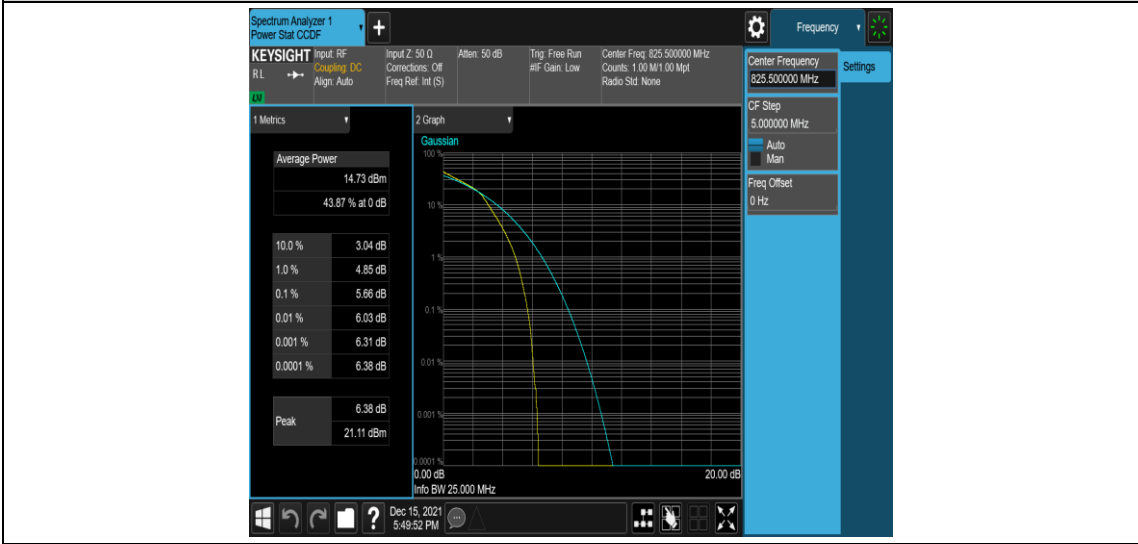 Spectrum Analyzer 1
Power Stat CCDF
+
Frequency
KEYSIGHT
Input: RF
Coupling: DC
Align: Auto
RL
LM
Input Z: 50 Ω
Corrections: Off
Freq Ref: Int (S)
Atten: 50 dB
Trig: Free Run
#IF Gain: Low
Center Freq: 825.500000 MHz
Counts: 1.00 M/1.00 Mpt
Radio Std: None
Center Frequency
825.500000 MHz
Settings
CF Step
5.000000 MHz
Auto
Man
Freq Offset
0 Hz
1 Metrics
Average Power
14.73 dBm
43.87 % at 0 dB
10.0 % 3.04 dB
1.0 % 4.85 dB
0.1 % 5.66 dB
0.01 % 6.03 dB
0.001 % 6.31 dB
0.0001 % 6.38 dB
Peak
6.38 dB
21.11 dBm
2 Graph
Gaussian
100 %
10 %
1 %
0.1 %
0.01 %
0.001 %
0.0001 %
0.00 dB 20.00 dB
Info BW 25.000 MHz
?
Dec 15, 2021
5:49:52 PM